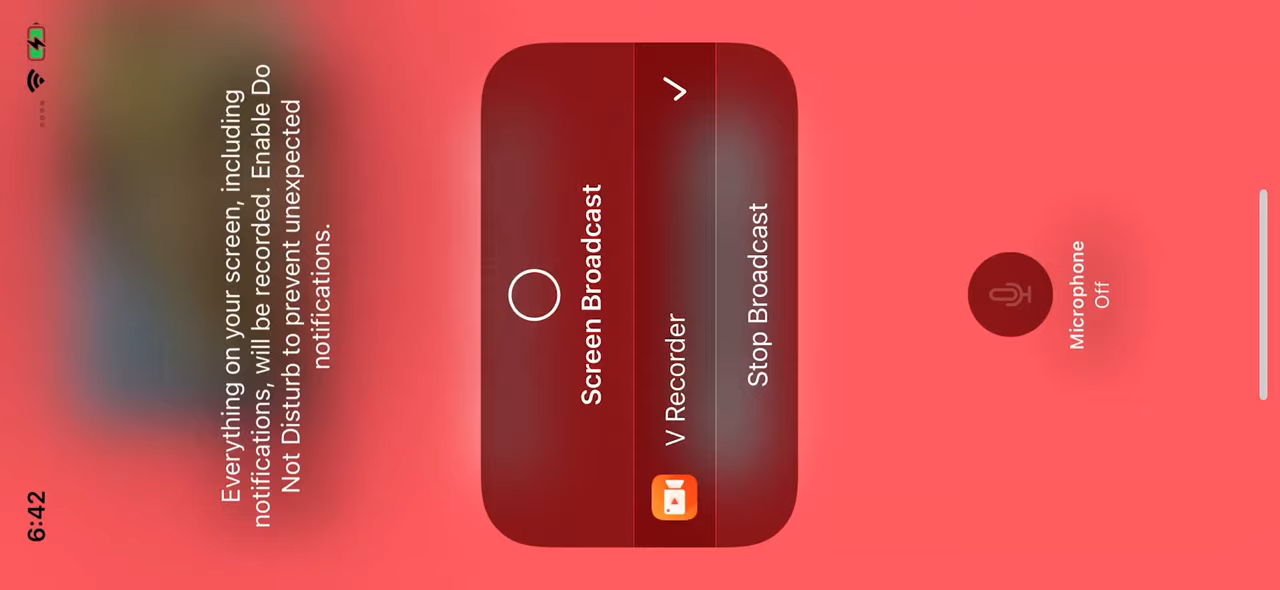 6:42
Everything on your screen, including
notifications, will be recorded. Enable Do
Not Disturb to prevent unexpected
notifications.
Screen Broadcast
V Recorder
Stop Broadcast
Microphone
Off